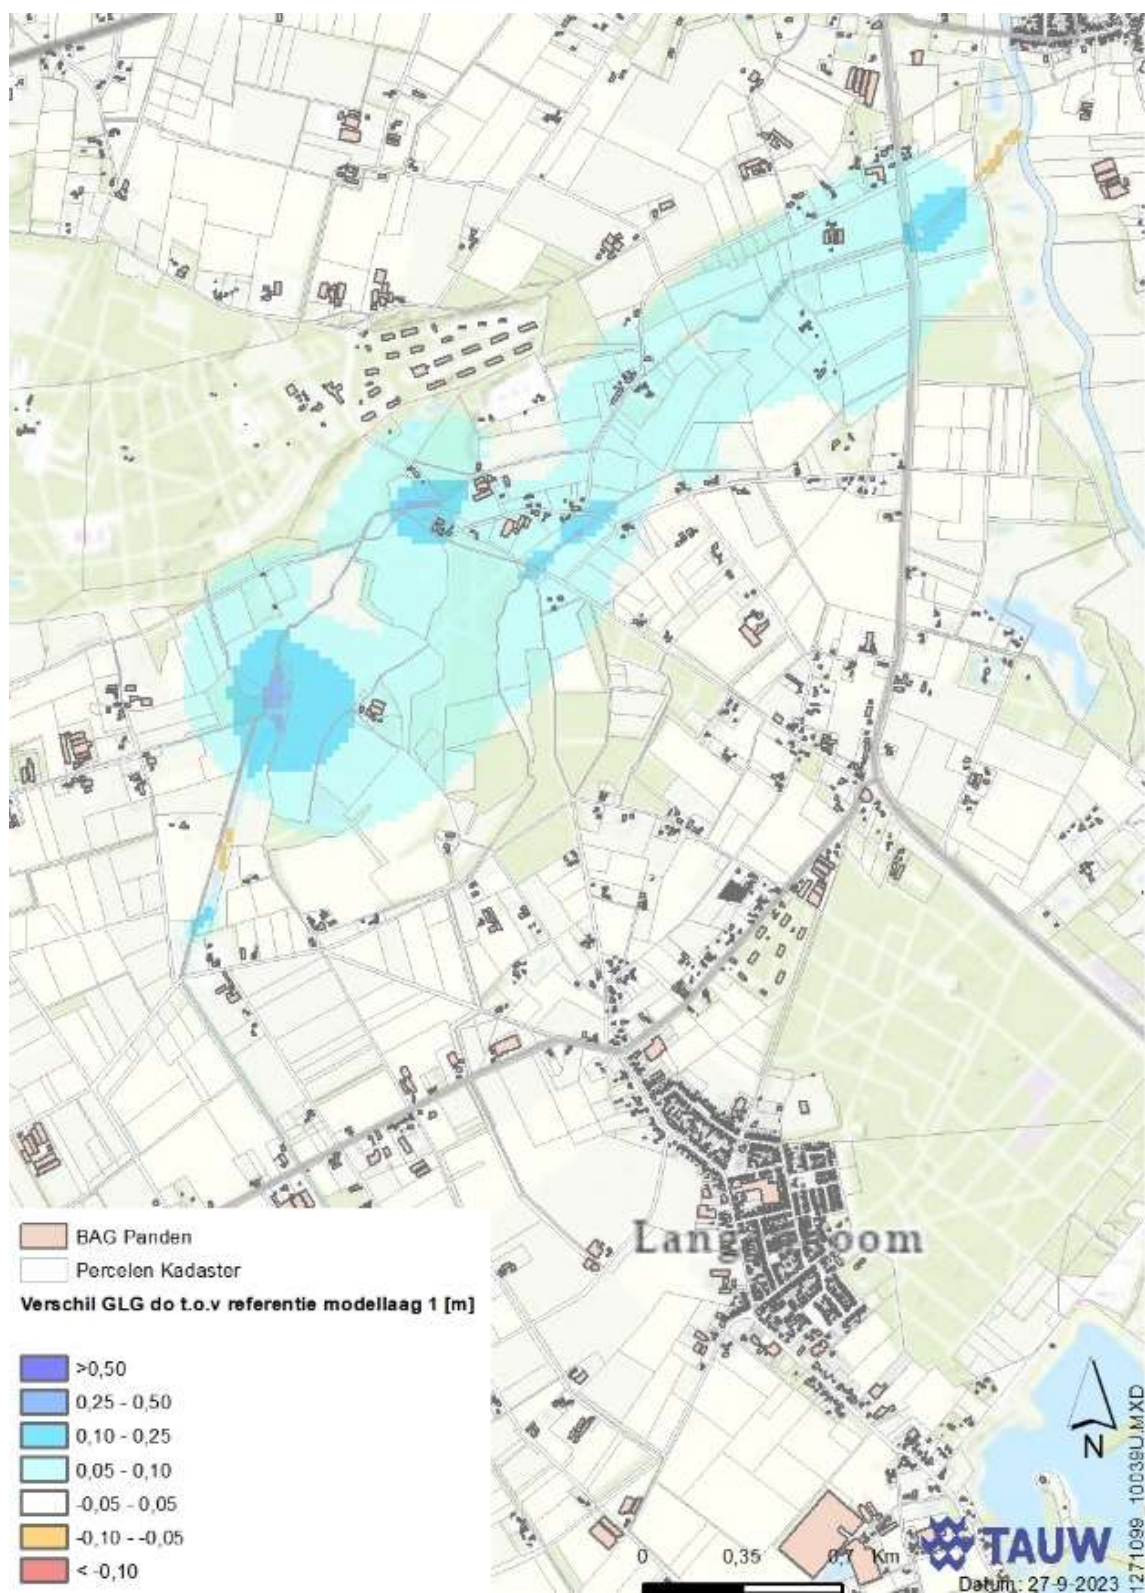 BAG Panden
Percelen Kadaster
Verschil GLG do t.o.v referentie modellaag 1 [m]
>0,50
0,25 - 0,50
0,10 - 0,25
0,05 - 0,10
-0,05 - 0,05
-0,10 - -0,05
< -0,10
N
0 0,35 0,7 Km
TAUW
Datum: 27-9-2023